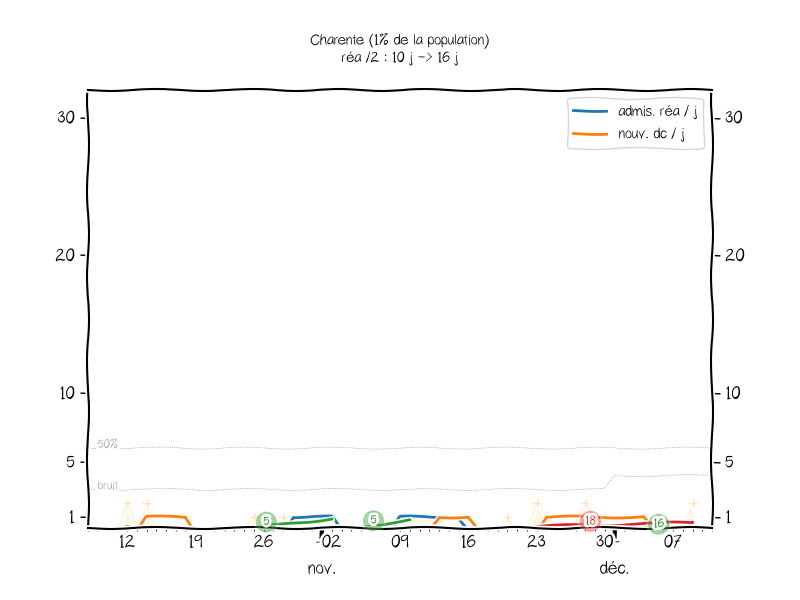 Charente (1% de la population)
réa /2 : 10 j -> 16 j
admis. réa / j
nouv. dc / j
30 30
20 20
10 10
50%
5 5
bruit
1 1
5 5 18 16
12 19 26 02 09 16 23 30 07
nov. déc.